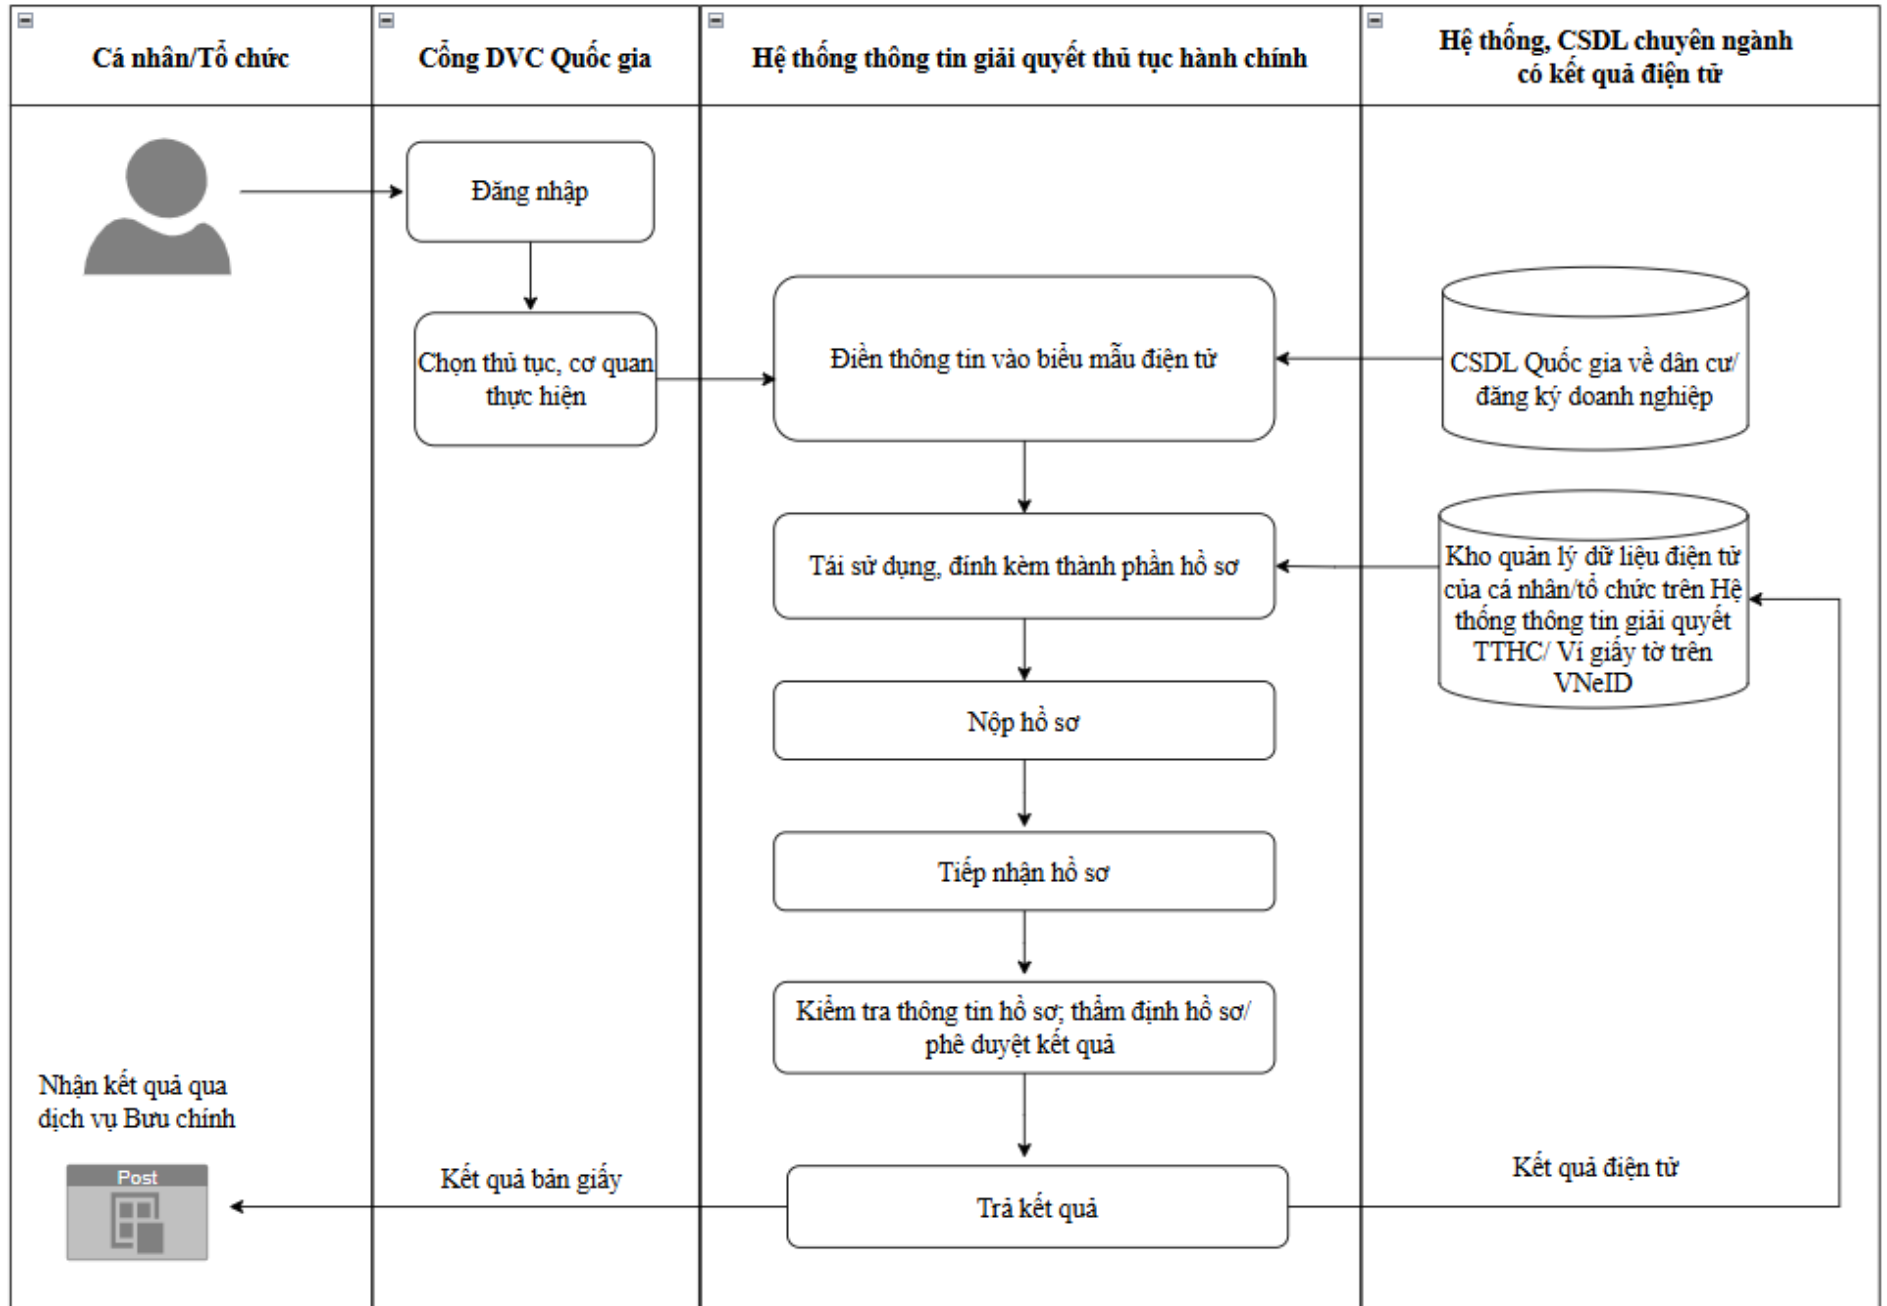 Cá nhân/Tổ chức
Cổng DVC Quốc gia
Hệ thống thông tin giải quyết thủ tục hành chính
Hệ thống, CSDL chuyên ngành
có kết quả điện tử
Đăng nhập
Chọn thủ tục, cơ quan
thực hiện
Điền thông tin vào biểu mẫu điện tử
CSDL Quốc gia về dân cư/
đăng ký doanh nghiệp
Tái sử dụng, đính kèm thành phần hồ sơ
Kho quản lý dữ liệu điện tử
của cá nhân/tổ chức trên Hệ
thống thông tin giải quyết
TTHC/ Ví giấy tờ trên
VNeID
Nộp hồ sơ
Tiếp nhận hồ sơ
Kiểm tra thông tin hồ sơ; thẩm định hồ sơ/
phê duyệt kết quả
Nhận kết quả qua
dịch vụ Bưu chính
Post
Kết quả bản giấy
Trả kết quả
Kết quả điện tử